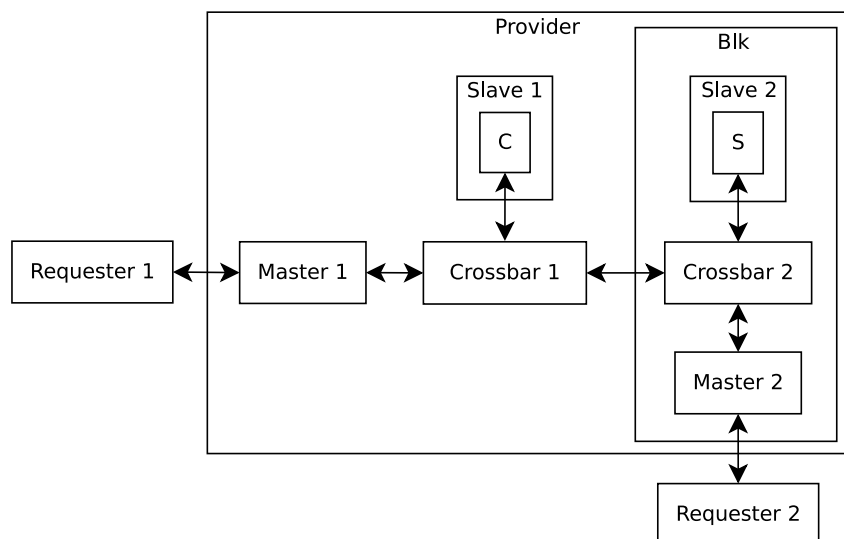 Provider
Blk
Slave 1
Slave 2
C
S
Requester 1
Master 1
Crossbar 1
Crossbar 2
Master 2
Requester 2